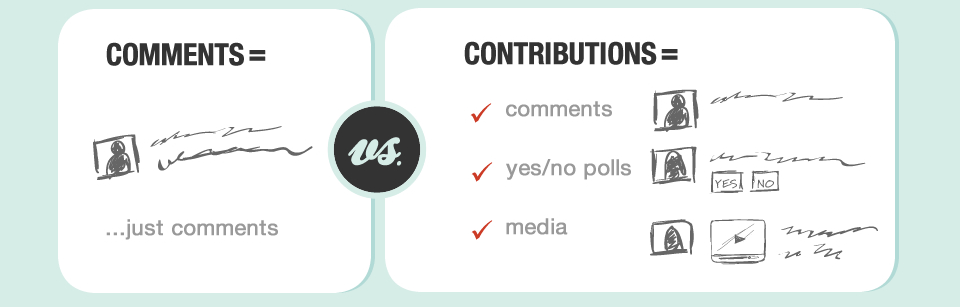 COMMENTS =
...just comments
vs.
CONTRIBUTIONS =
comments
yes/no polls
YES NO
media